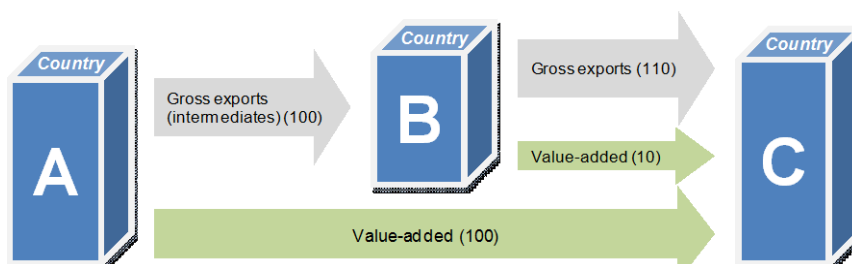 Country
A
Gross exports
(intermediates) (100)
Country
B
Gross exports (110)
Value-added (10)
Country
C
Value-added (100)